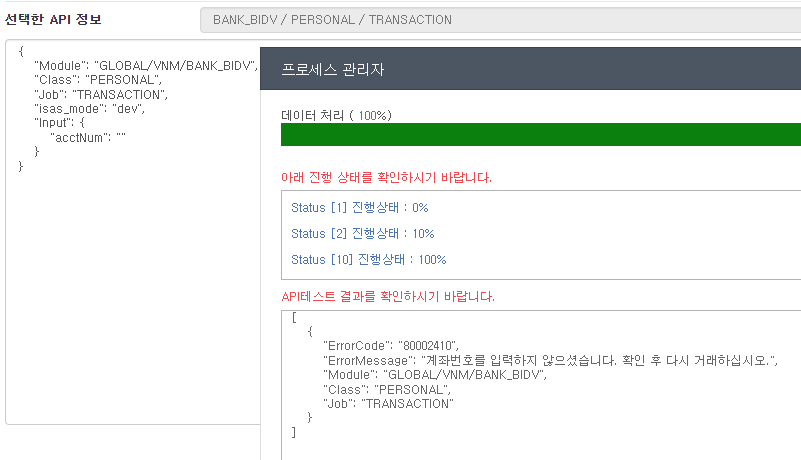 선택한 API 정보
BANK_BIDV / PERSONAL / TRANSACTION
{
"Module": "GLOBAL/VNM/BANK_BIDV",
"Class": "PERSONAL",
"Job": "TRANSACTION",
"isas_mode": "dev",
"Input": {
"acctNum": ""
}
}
프로세스 관리자
데이터 처리 ( 100%)
아래 진행 상태를 확인하시기 바랍니다.
Status [1] 진행상태 : 0%
Status [2] 진행상태 : 10%
Status [10] 진행상태 : 100%
API테스트 결과를 확인하시기 바랍니다.
[
{
"ErrorCode": "80002410",
"ErrorMessage": "계좌번호를 입력하지 않으셨습니다. 확인 후 다시 거래하십시오.",
"Module": "GLOBAL/VNM/BANK_BIDV",
"Class": "PERSONAL",
"Job": "TRANSACTION"
}
]